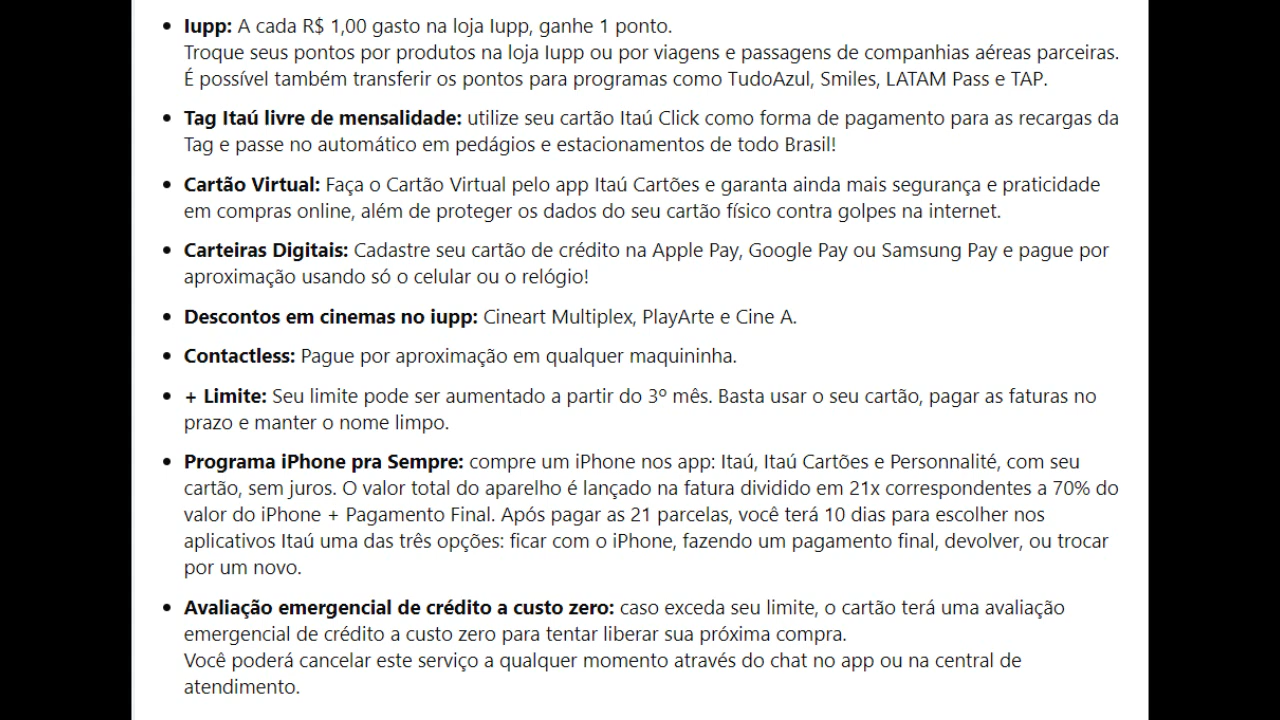 • Iupp: A cada R$ 1,00 gasto na loja Iupp, ganhe 1 ponto.
Troque seus pontos por produtos na loja Iupp ou por viagens e passagens de companhias aéreas parceiras.
É possível também transferir os pontos para programas como TudoAzul, Smiles, LATAM Pass e TAP.
• Tag Itaú livre de mensalidade: utilize seu cartão Itaú Click como forma de pagamento para as recargas da
Tag e passe no automático em pedágios e estacionamentos de todo Brasil!
• Cartão Virtual: Faça o Cartão Virtual pelo app Itaú Cartões e garanta ainda mais segurança e praticidade
em compras online, além de proteger os dados do seu cartão físico contra golpes na internet.
• Carteiras Digitais: Cadastre seu cartão de crédito na Apple Pay, Google Pay ou Samsung Pay e pague por
aproximação usando só o celular ou o relógio!
• Descontos em cinemas no iupp: Cineart Multiplex, PlayArte e Cine A.
• Contactless: Pague por aproximação em qualquer maquininha.
• + Limite: Seu limite pode ser aumentado a partir do 3º mês. Basta usar o seu cartão, pagar as faturas no
prazo e manter o nome limpo.
• Programa iPhone pra Sempre: compre um iPhone nos app: Itaú, Itaú Cartões e Personnalité, com seu
cartão, sem juros. O valor total do aparelho é lançado na fatura dividido em 21x correspondentes a 70% do
valor do iPhone + Pagamento Final. Após pagar as 21 parcelas, você terá 10 dias para escolher nos
aplicativos Itaú uma das três opções: ficar com o iPhone, fazendo um pagamento final, devolver, ou trocar
por um novo.
• Avaliação emergencial de crédito a custo zero: caso exceda seu limite, o cartão terá uma avaliação
emergencial de crédito a custo zero para tentar liberar sua próxima compra.
Você poderá cancelar este serviço a qualquer momento através do chat no app ou na central de
atendimento.